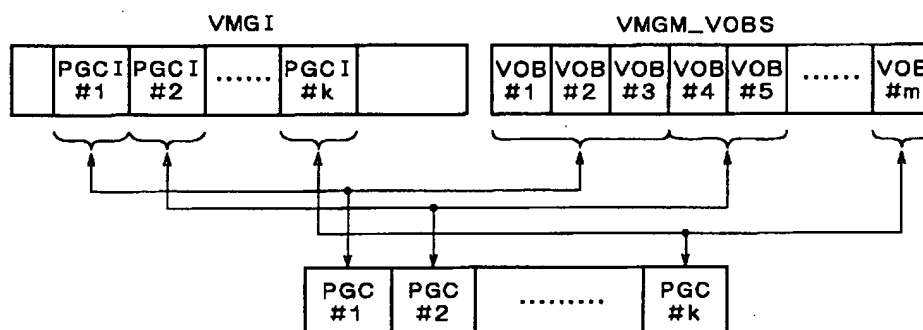 VMGI VMGM_VOBS
PGCI PGCI PGCI VOB VOB VOB VOB VOB VOB
#1 #2 ...... #k #1 #2 #3 #4 #5 ...... #m
PGC PGC PGC
#1 #2 ......... #k